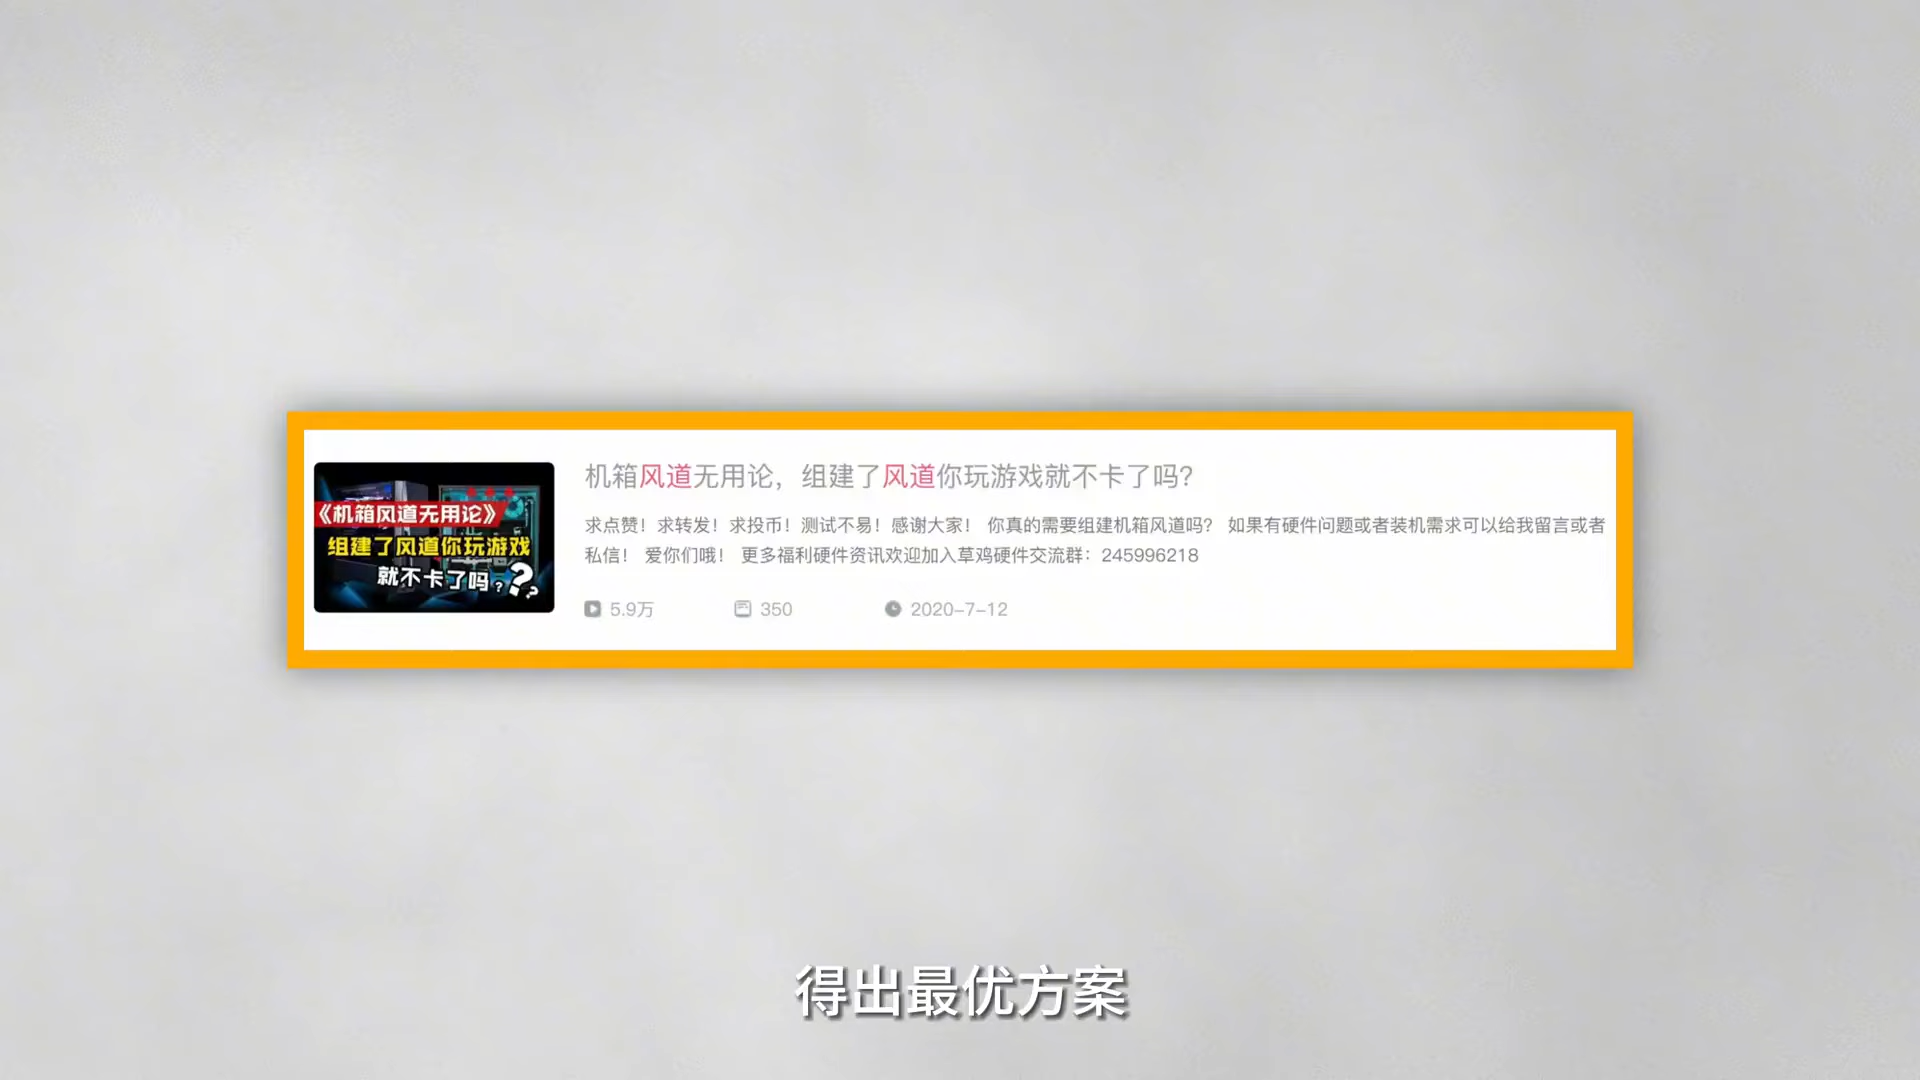 《机箱风道无用论》
组建了风道你玩游戏
就不卡了吗???
机箱风道无用论，组建了风道你玩游戏就不卡了吗?
求点赞！求转发！求投币！测试不易！感谢大家！ 你真的需要组建机箱风道吗？ 如果有硬件问题或者装机需求可以给我留言或者
私信！ 爱你们哦！ 更多福利硬件资讯欢迎加入草鸡硬件交流群：245996218
5.9万 350 2020-7-12
得出最优方案